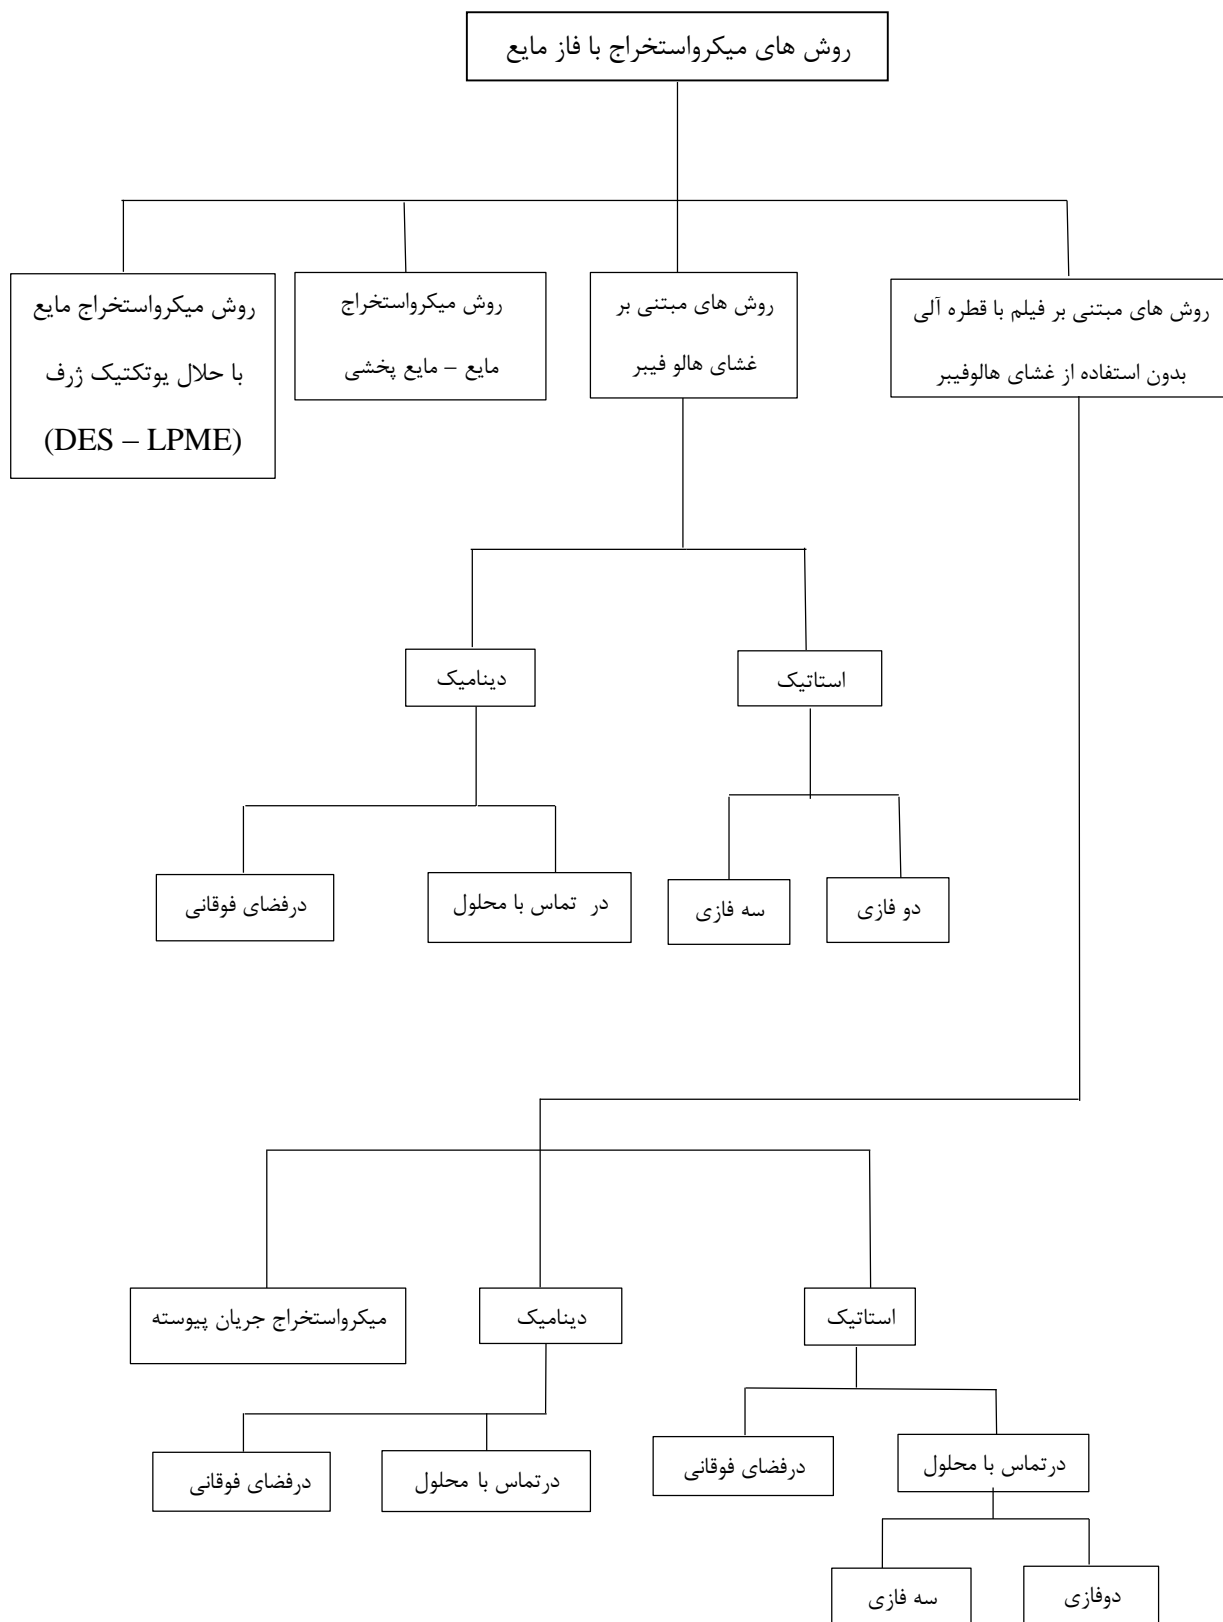 روش های میکرواستخراج با فاز مایع
روش های مبتنی بر فیلم با قطره آلی
بدون استفاده از غشای هالوفیبر
روش های مبتنی بر
غشای هالو فیبر
روش میکرواستخراج
مایع – مایع پخشی
روش میکرواستخراج مایع
با حلال یوتکتیک ژرف
(DES – LPME)
استاتیک
دینامیک
دو فازی
سه فازی
در تماس با محلول
درفضای فوقانی
استاتیک
دینامیک
میکرواستخراج جریان پیوسته
درتماس با محلول
درفضای فوقانی
درتماس با محلول
درفضای فوقانی
دوفازی
سه فازی